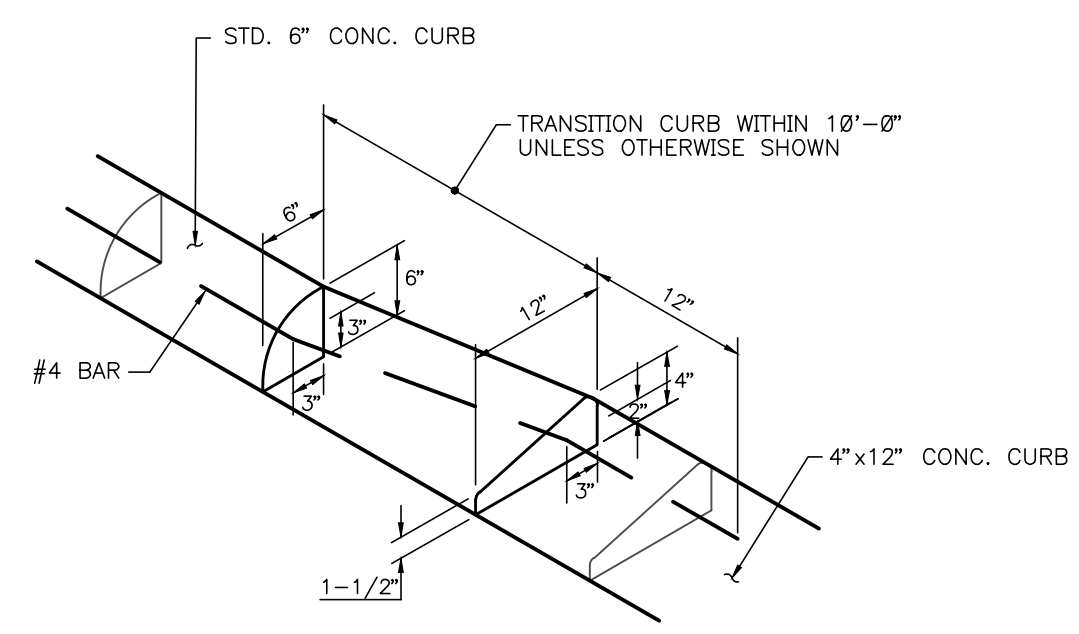 STD. 6" CONC. CURB
TRANSITION CURB WITHIN 10'-0"
UNLESS OTHERWISE SHOWN
6"
6"
3"
3"
#4 BAR
12"
12"
4"
2"
3"
4"x12" CONC. CURB
1-1/2"